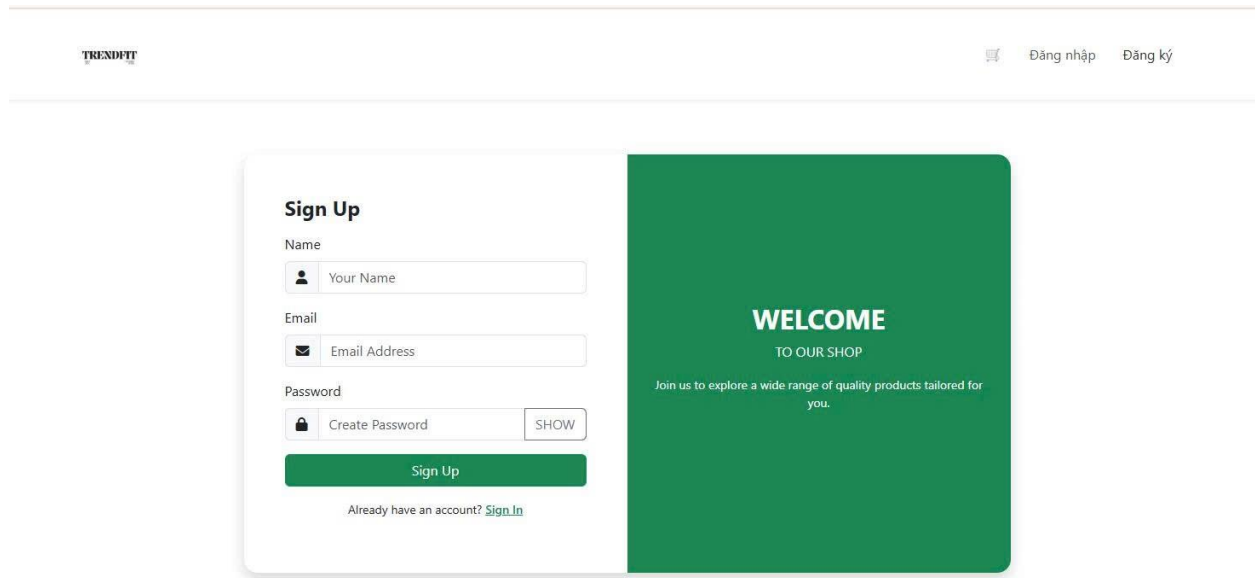 TRENDFIT
Đăng nhập
Đăng ký
Sign Up
Name
Your Name
Email
Email Address
Password
Create Password
SHOW
Sign Up
Already have an account? Sign In
WELCOME
TO OUR SHOP
Join us to explore a wide range of quality products tailored for
you.